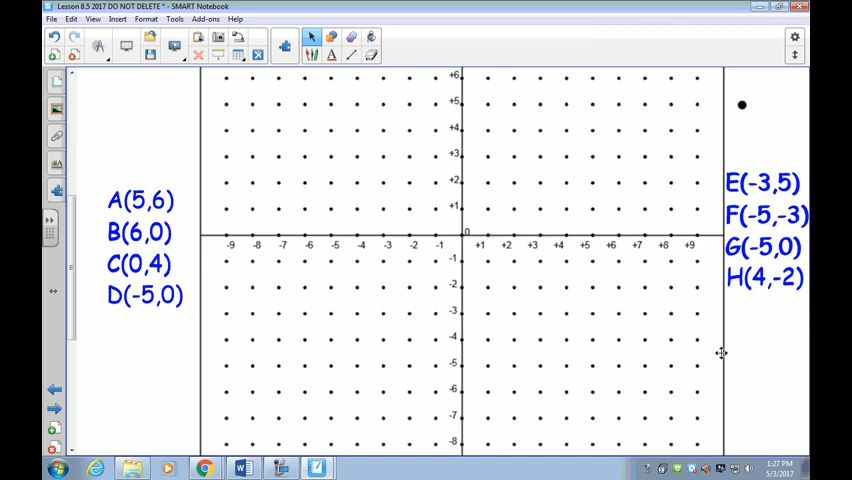 Lesson 8.5 2017 DO NOT DELETE * - SMART Notebook
File Edit View Insert Format Tools Add-ons Help
+6
+5
+4
+3
+2
+1
0
-9 -8 -7 -6 -5 -4 -3 -2 -1 +1 +2 +3 +4 +5 +6 +7 +8 +9
-1
-2
-3
-4
-5
-6
-7
-8
A(5,6)
B(6,0)
C(0,4)
D(-5,0)
E(-3,5)
F(-5,-3)
G(-5,0)
H(4,-2)
1:27 PM
5/3/2017